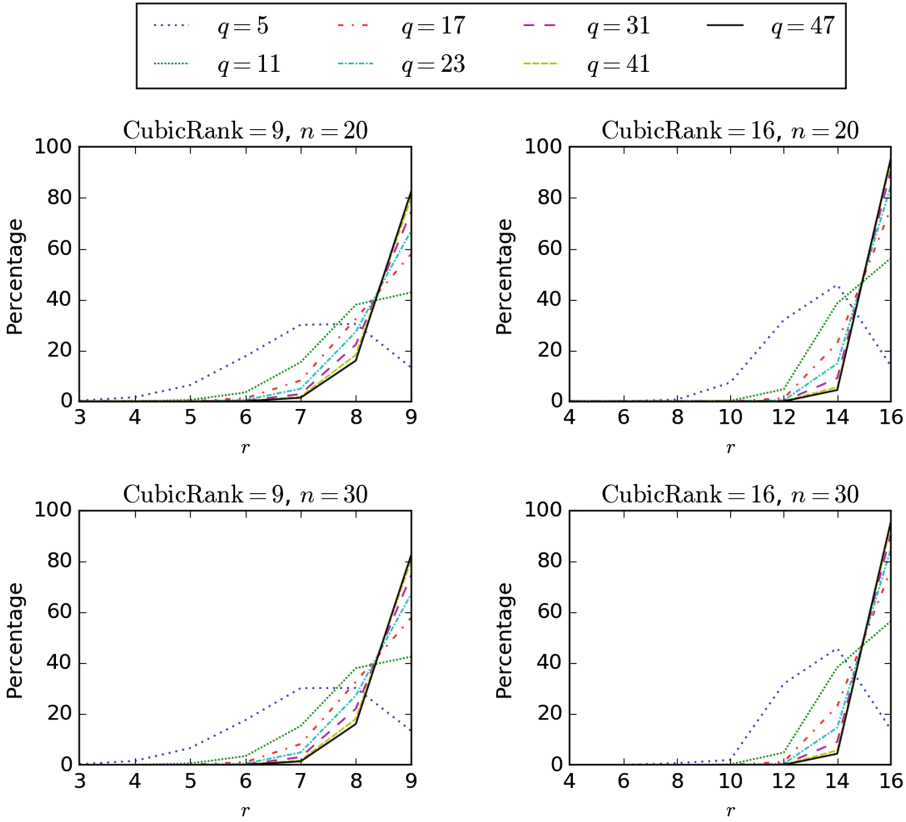 q = 5 q = 17 q = 31 q = 47
q = 11 q = 23 q = 41
CubicRank = 9, n = 20
100
80
60
40
20
0
Percentage
3 4 5 6 7 8 9
r
CubicRank = 16, n = 20
100
80
60
40
20
0
Percentage
4 6 8 10 12 14 16
r
CubicRank = 9, n = 30
100
80
60
40
20
0
Percentage
3 4 5 6 7 8 9
r
CubicRank = 16, n = 30
100
80
60
40
20
0
Percentage
4 6 8 10 12 14 16
r